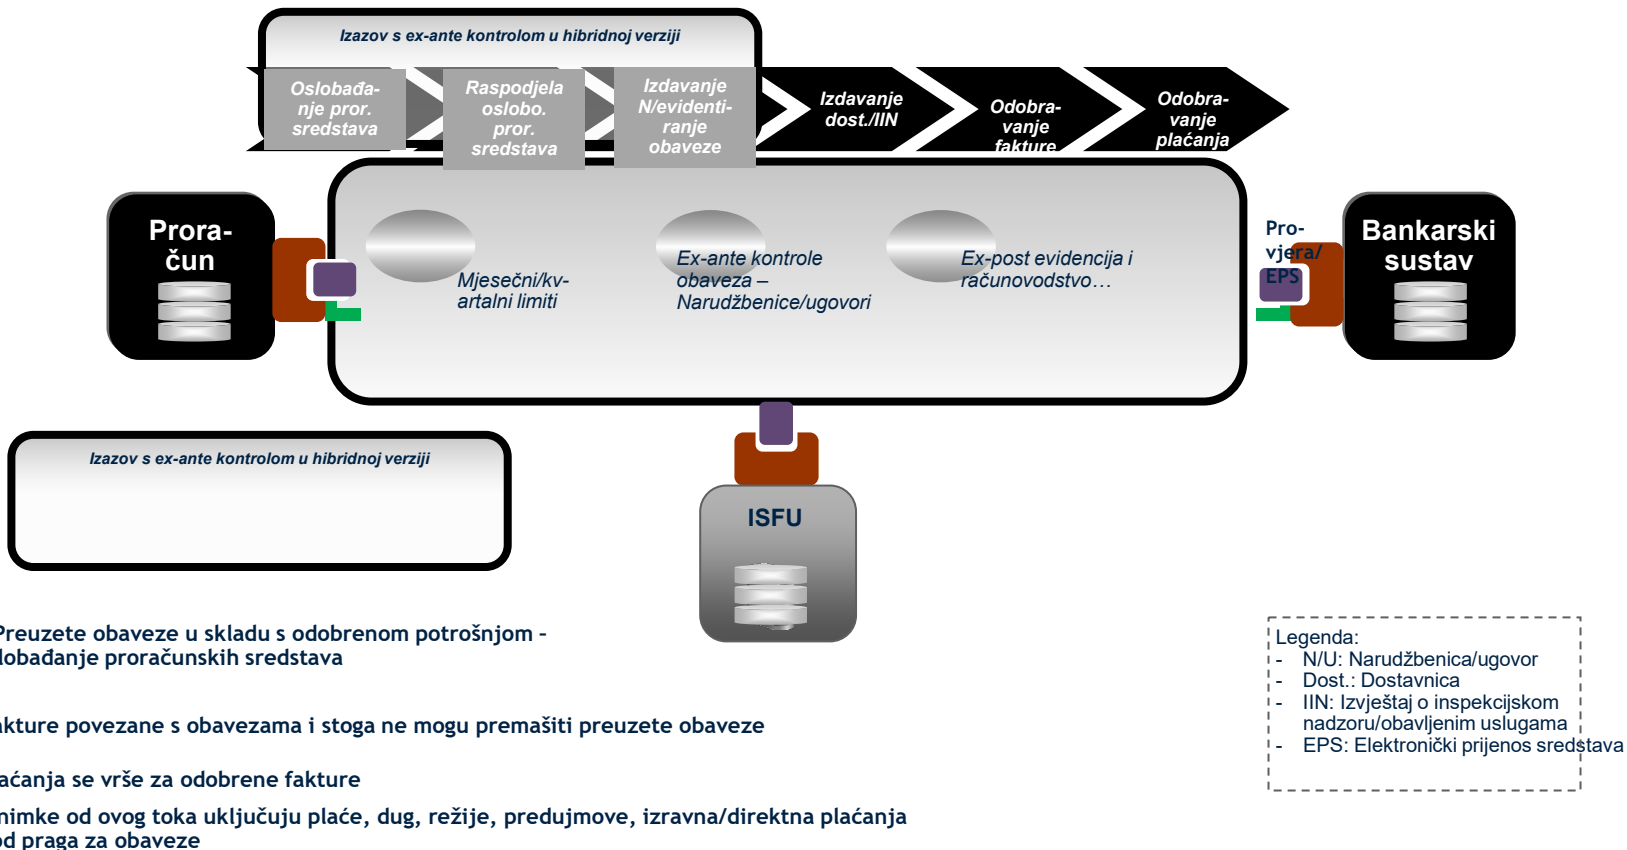 Izazov s ex-ante kontrolom u hibridnoj verziji
Oslobađa-
nje pror.
sredstava
Raspodjela
oslobo.
pror.
sredstava
Izdavanje
N/evidenti-
ranje
obaveze
Izdavanje
dost./IIN
Odobra-
vanje
fakture
Odobra-
vanje
plaćanja
Prora-
čun
Mjesečni/kv-
artalni limiti
Ex-ante kontrole
obaveza –
Narudžbenice/ugovori
Ex-post evidencija i
računovodstvo…
Pro-
vjera/
EPS
Bankarski
sustav
Izazov s ex-ante kontrolom u hibridnoj verziji
ISFU
Preuzete obaveze u skladu s odobrenom potrošnjom –
lobađanje proračunskih sredstava
akture povezane s obavezama i stoga ne mogu premašiti preuzete obaveze
aćanja se vrše za odobrene fakture
nimke od ovog toka uključuju plaće, dug, režije, predujmove, izravna/direktna plaćanja
od praga za obaveze
Legenda:
- N/U: Narudžbenica/ugovor
- Dost.: Dostavnica
- IIN: Izvještaj o inspekcijskom
nadzoru/obavljenim uslugama
- EPS: Elektronički prijenos sredstava